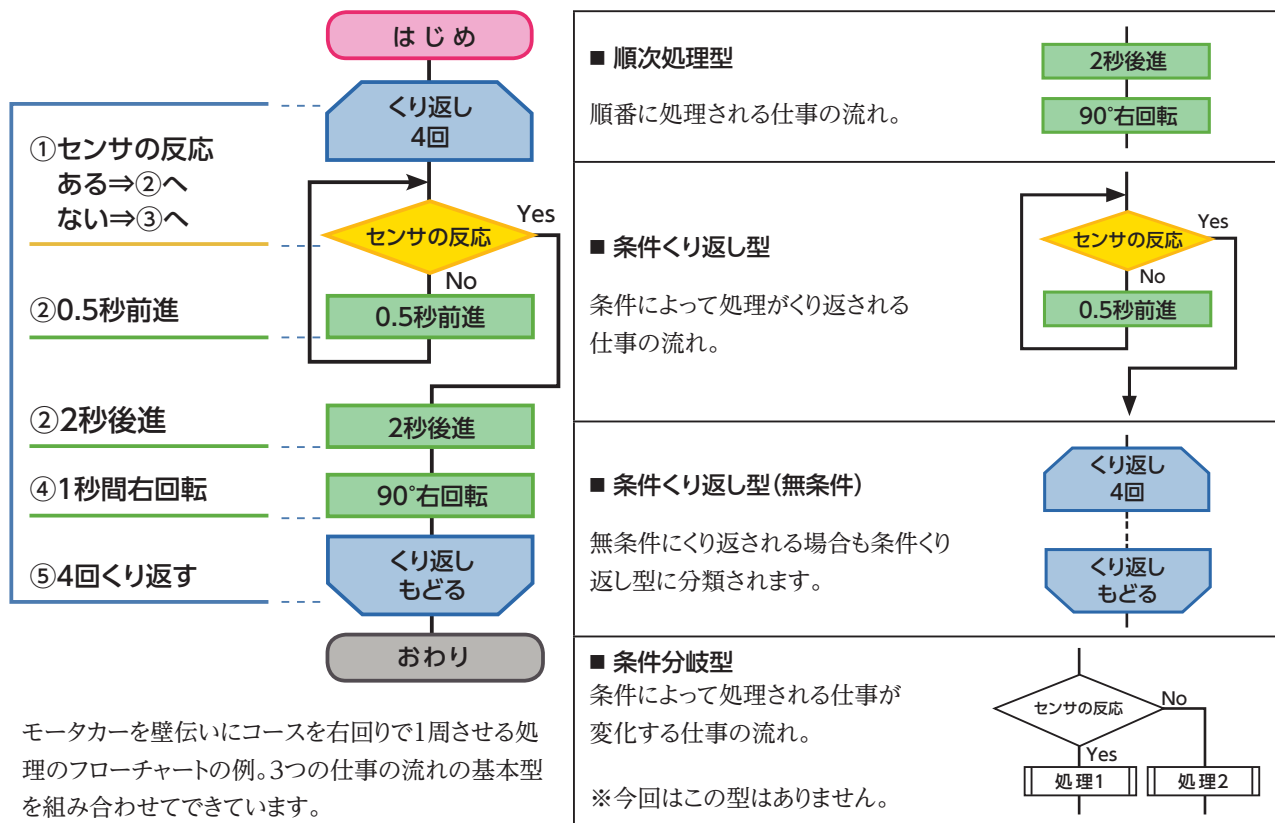 はじめ
くり返し
4回
①センサの反応
ある⇒②へ
ない⇒③へ
センサの反応
Yes
No
②0.5秒前進
0.5秒前進
②2秒後進
2秒後進
④1秒間右回転
90°右回転
⑤4回くり返す
くり返し
もどる
おわり
モータカーを壁伝いにコースを右回りで1周させる処
理のフローチャートの例。3つの仕事の流れの基本型
を組み合わせてできています。
■ 順次処理型
順番に処理される仕事の流れ。
2秒後進
90°右回転
■ 条件くり返し型
条件によって処理がくり返される
仕事の流れ。
センサの反応
Yes
No
0.5秒前進
■ 条件くり返し型(無条件)
無条件にくり返される場合も条件くり
返し型に分類されます。
くり返し
4回
くり返し
もどる
■ 条件分岐型
条件によって処理される仕事が
変化する仕事の流れ。
※今回はこの型はありません。
センサの反応
No
Yes
処理1
処理2